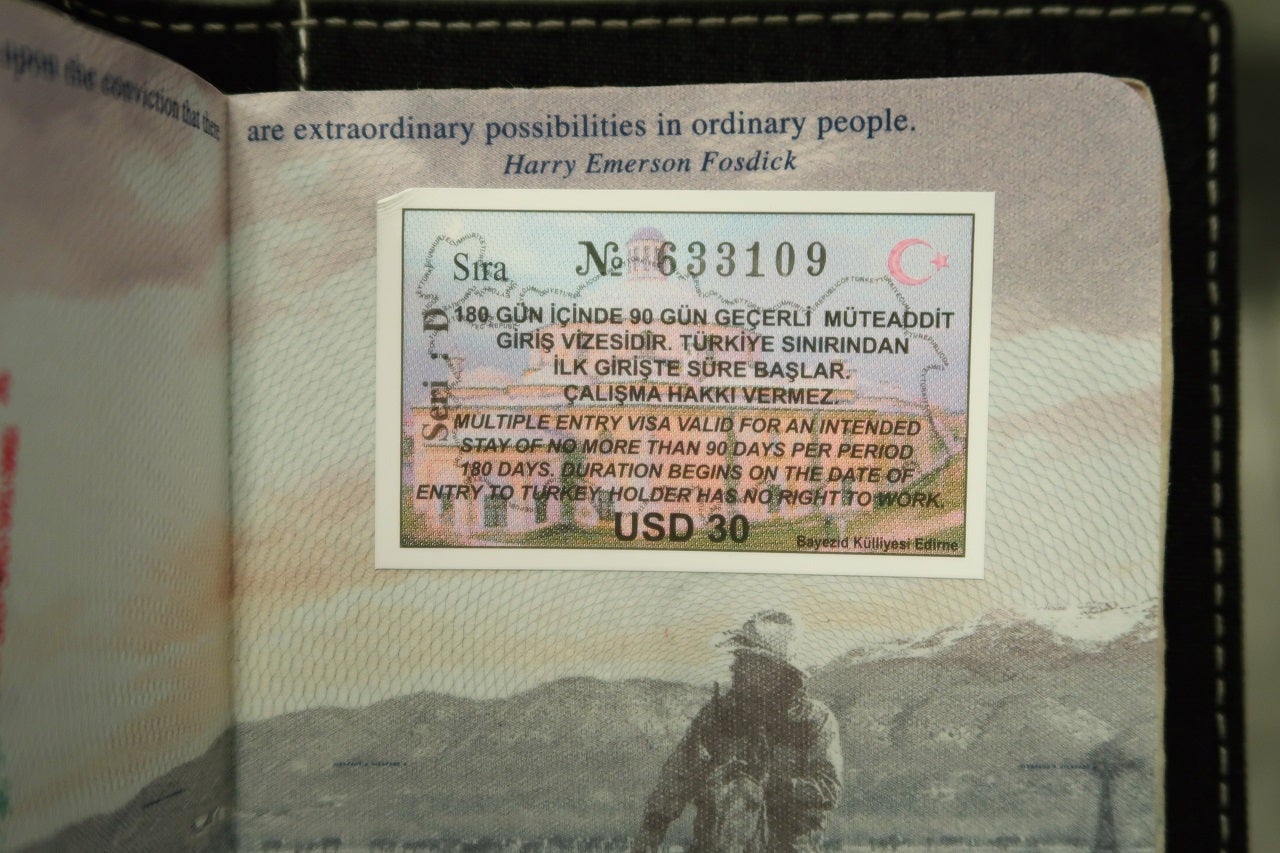 upon the conviction that there
are extraordinary possibilities in ordinary people.
Harry Emerson Fosdick
Sıra № 633109
Seri : D
180 GÜN İÇİNDE 90 GÜN GEÇERLİ MÜTEADDİT
GİRİŞ VİZESİDİR. TÜRKİYE SINIRINDAN
İLK GİRİŞTE SÜRE BAŞLAR.
ÇALIŞMA HAKKI VERMEZ.
MULTIPLE ENTRY VISA VALID FOR AN INTENDED
STAY OF NO MORE THAN 90 DAYS PER PERIOD
180 DAYS. DURATION BEGINS ON THE DATE OF
ENTRY TO TURKEY. HOLDER HAS NO RIGHT TO WORK.
USD 30
Bayezid Külliyesi Edirne